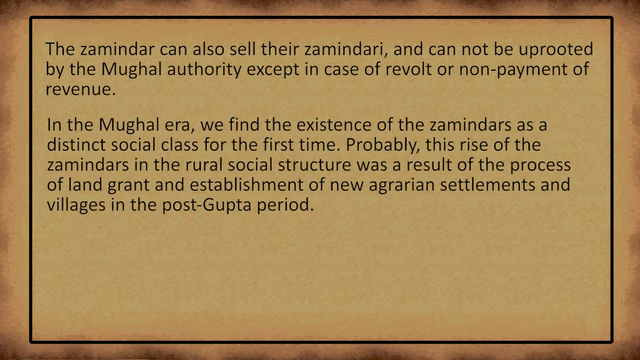 The zamindar can also sell their zamindari, and can not be uprooted
by the Mughal authority except in case of revolt or non-payment of
revenue.
In the Mughal era, we find the existence of the zamindars as a
distinct social class for the first time. Probably, this rise of the
zamindars in the rural social structure was a result of the process
of land grant and establishment of new agrarian settlements and
villages in the post-Gupta period.